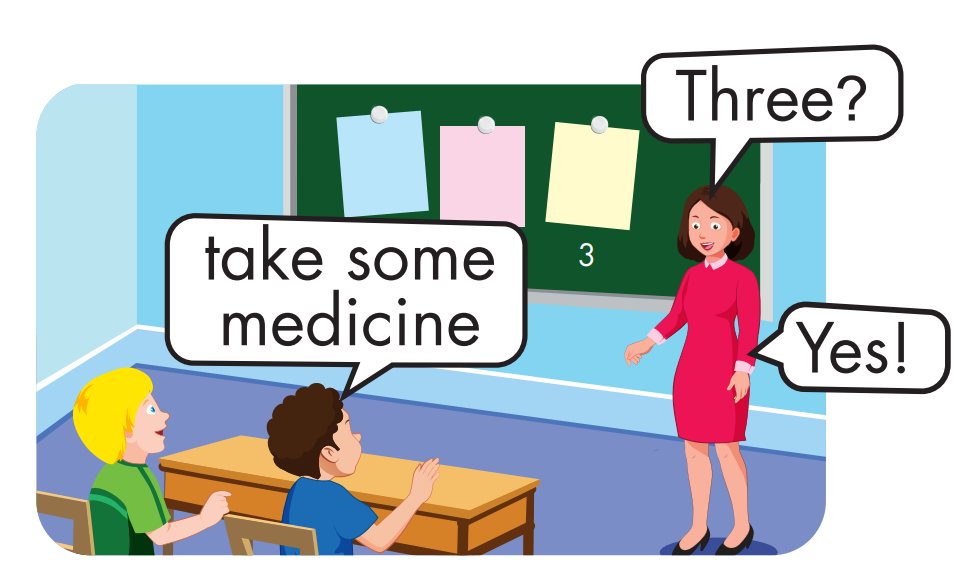 Three?
take some
medicine
3
Yes!